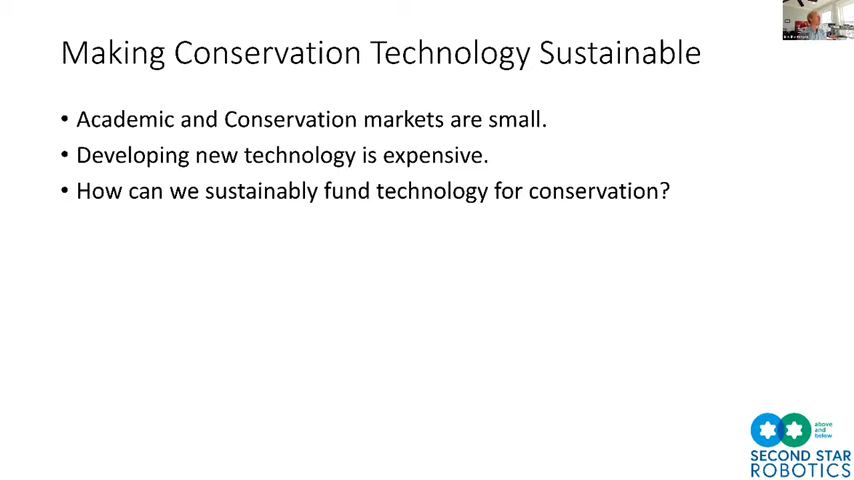 Making Conservation Technology Sustainable
• Academic and Conservation markets are small.
• Developing new technology is expensive.
• How can we sustainably fund technology for conservation?
above
and
below
SECOND STAR
ROBOTICS